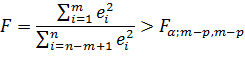 F = \frac{\sum_{i=1}^{m} e_i^2}{\sum_{i=n-m+1}^{n} e_i^2} > F_{\alpha;m-p,m-p}